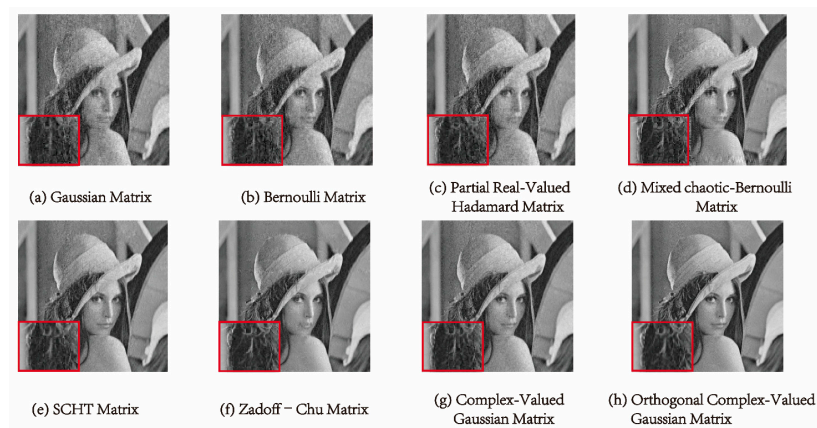 (a) Gaussian Matrix
(b) Bernoulli Matrix
(c) Partial Real-Valued
Hadamard Matrix
(d) Mixed chaotic-Bernoulli
Matrix
(e) SCHT Matrix
(f) Zadoff – Chu Matrix
(g) Complex-Valued
Gaussian Matrix
(h) Orthogonal Complex-Valued
Gaussian Matrix